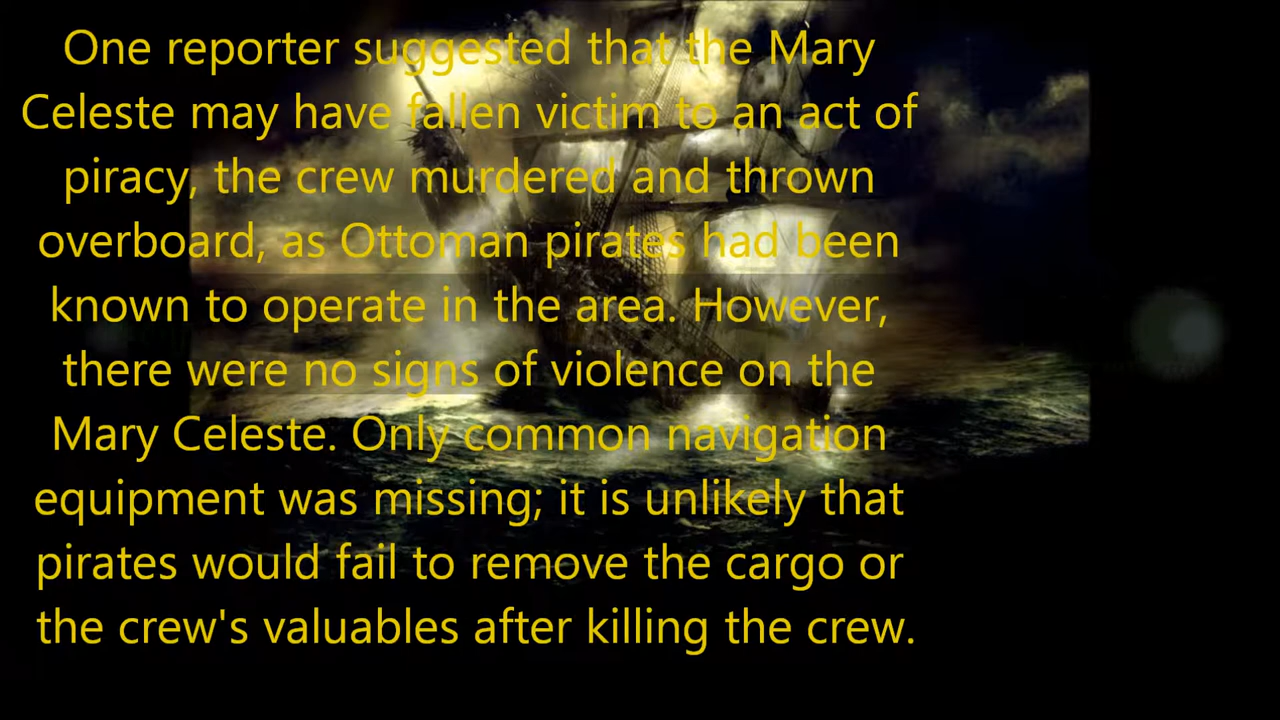 One reporter suggested that the Mary
Celeste may have fallen victim to an act of
piracy, the crew murdered and thrown
overboard, as Ottoman pirates had been
known to operate in the area. However,
there were no signs of violence on the
Mary Celeste. Only common navigation
equipment was missing; it is unlikely that
pirates would fail to remove the cargo or
the crew's valuables after killing the crew.